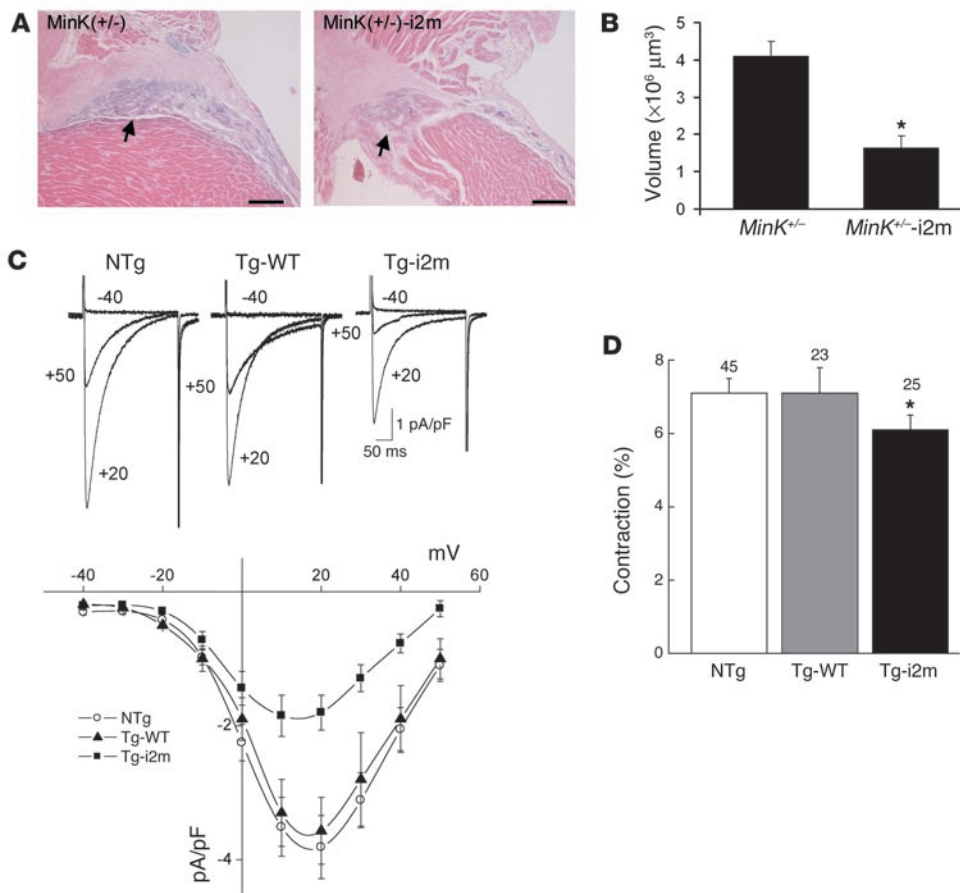 A
MinK(+/-)
MinK(+/-)-i2m
B
Volume (×10⁶ µm³)
5
4
3
2
1
0
*
MinK⁺/⁻
MinK⁺/⁻-i2m
C
NTg
Tg-WT
Tg-i2m
-40
-40
-40
+50
+50
+50
+20
+20
+20
1 pA/pF
50 ms
mV
-40
-20
20
40
60
NTg
Tg-WT
Tg-i2m
-2
-4
pA/pF
D
Contraction (%)
8
6
4
2
0
45
23
25
*
NTg
Tg-WT
Tg-i2m